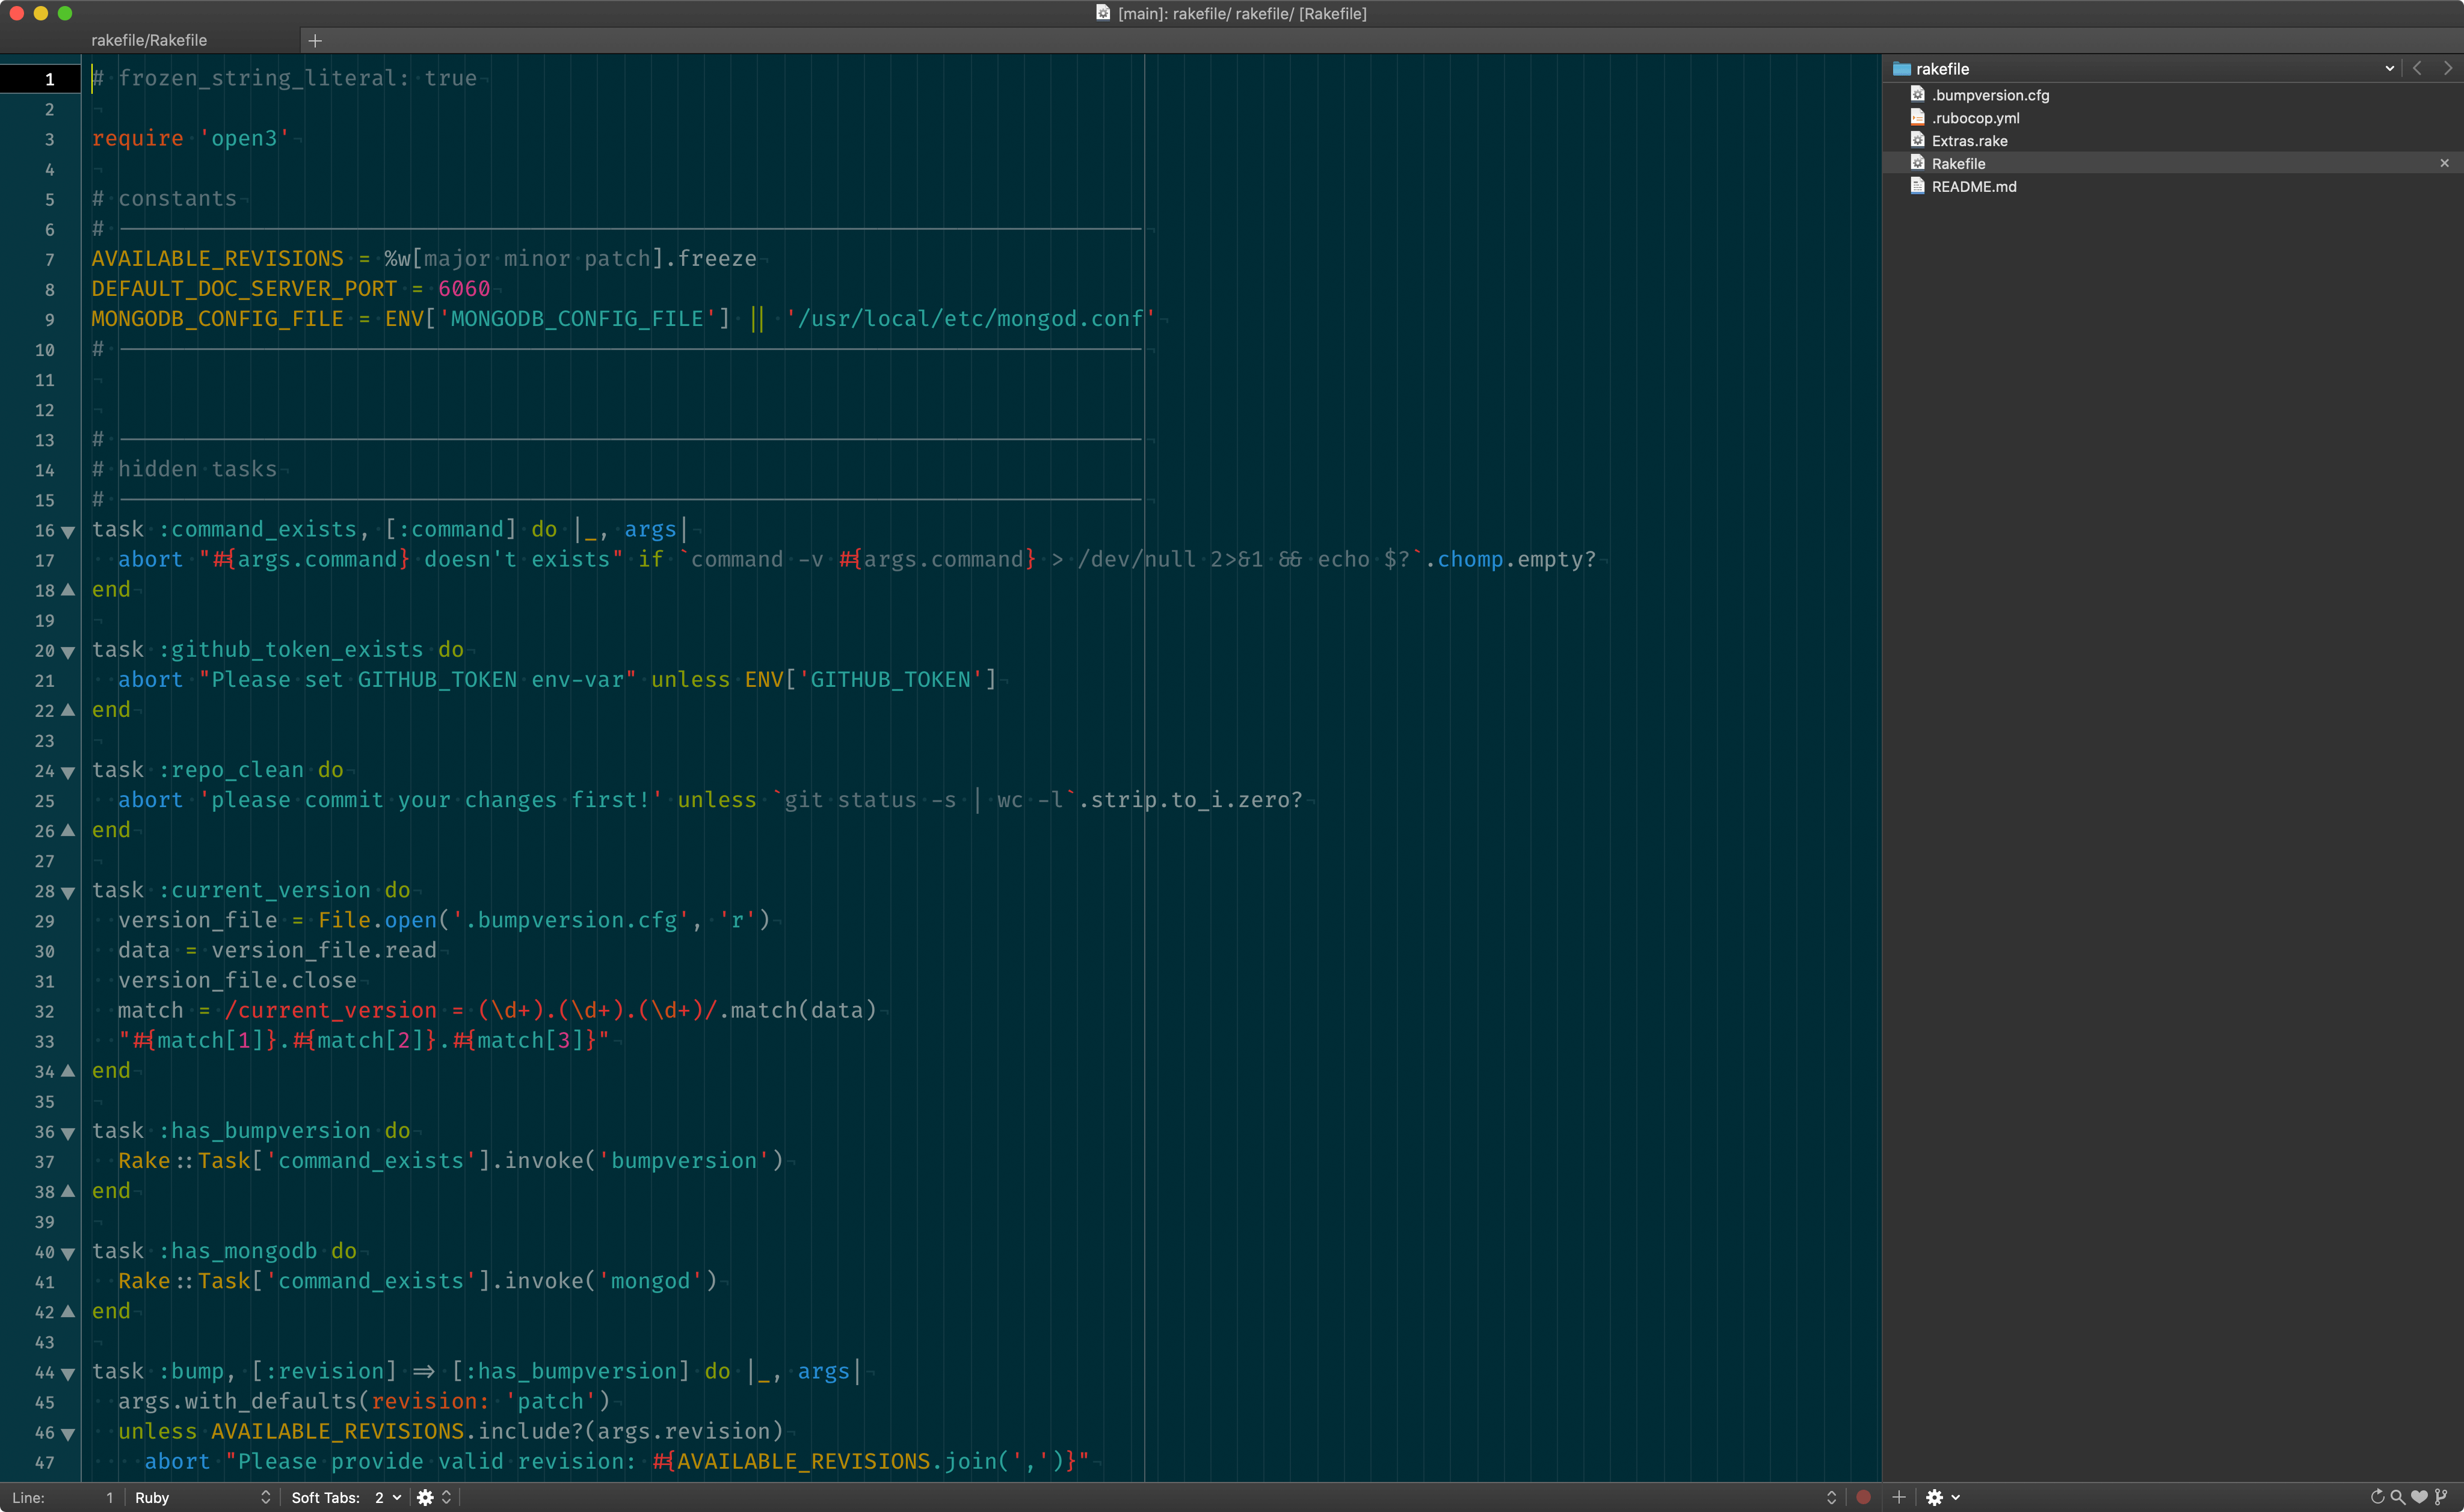 [main]: rakefile/ rakefile/ [Rakefile]
rakefile/Rakefile
1 # frozen_string_literal: true
2
3 require 'open3'
4
5 # constants
6 # ----------------------------------------------------------------------------
7 AVAILABLE_REVISIONS = %w[major minor patch].freeze
8 DEFAULT_DOC_SERVER_PORT = 6060
9 MONGODB_CONFIG_FILE = ENV['MONGODB_CONFIG_FILE'] || '/usr/local/etc/mongod.conf'
10 # ----------------------------------------------------------------------------
11
12
13 # ----------------------------------------------------------------------------
14 # hidden tasks
15 # ----------------------------------------------------------------------------
16 task :command_exists, [:command] do |_, args|
17   abort "#{args.command} doesn't exists" if `command -v #{args.command} > /dev/null 2>&1 && echo $?`.chomp.empty?
18 end
19
20 task :github_token_exists do
21   abort "Please set GITHUB_TOKEN env-var" unless ENV['GITHUB_TOKEN']
22 end
23
24 task :repo_clean do
25   abort 'please commit your changes first!' unless `git status -s | wc -l`.strip.to_i.zero?
26 end
27
28 task :current_version do
29   version_file = File.open('.bumpversion.cfg', 'r')
30   data = version_file.read
31   version_file.close
32   match = /current_version = (\d+).(\d+).(\d+)/.match(data)
33   "#{match[1]}.#{match[2]}.#{match[3]}"
34 end
35
36 task :has_bumpversion do
37   Rake::Task['command_exists'].invoke('bumpversion')
38 end
39
40 task :has_mongodb do
41   Rake::Task['command_exists'].invoke('mongod')
42 end
43
44 task :bump, [:revision] => [:has_bumpversion] do |_, args|
45   args.with_defaults(revision: 'patch')
46   unless AVAILABLE_REVISIONS.include?(args.revision)
47     abort "Please provide valid revision: #{AVAILABLE_REVISIONS.join(',')}"
rakefile
.bumpversion.cfg
.rubocop.yml
Extras.rake
Rakefile
README.md
Line: 1 Ruby Soft Tabs: 2